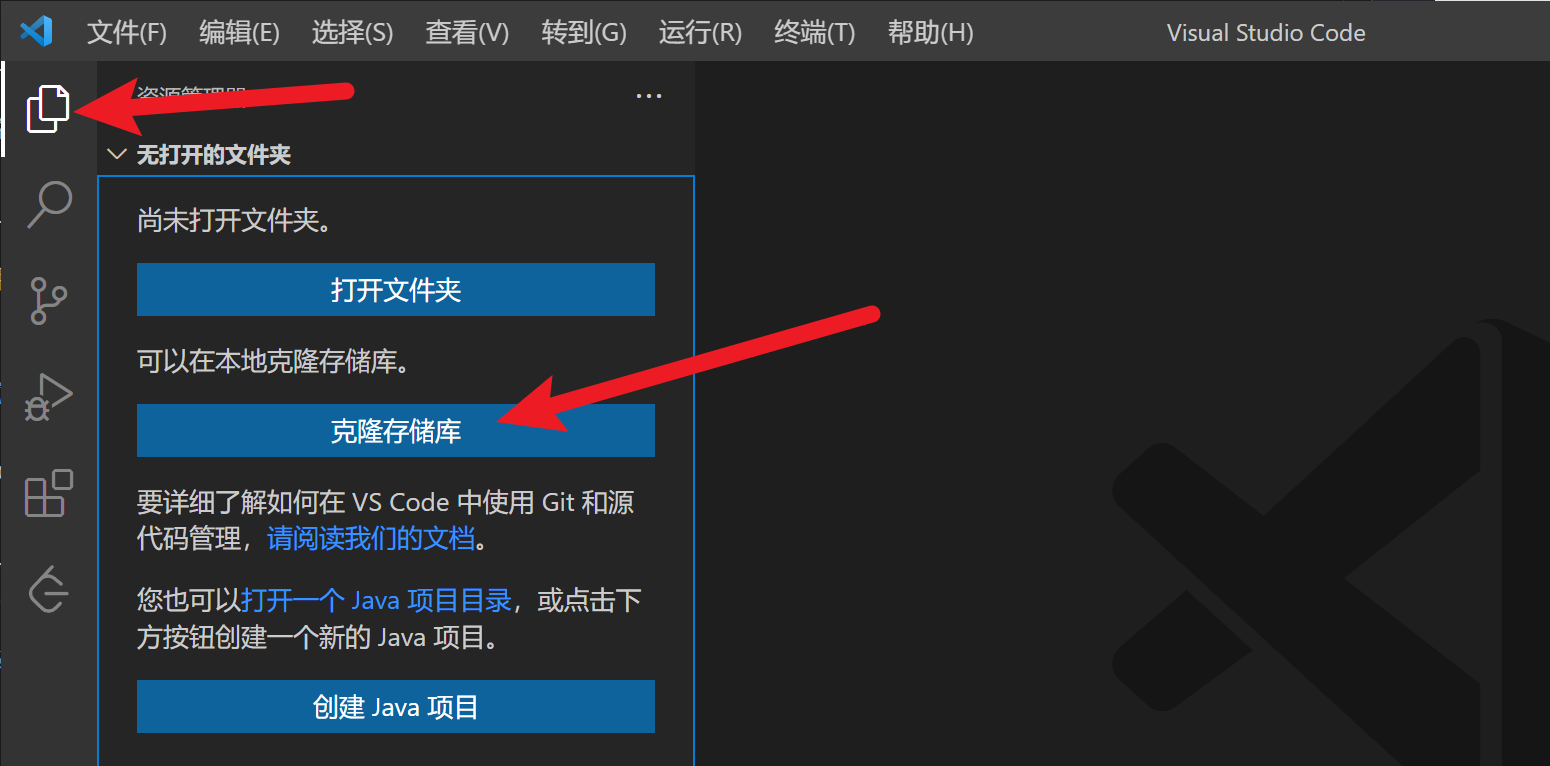 文件(F) 编辑(E) 选择(S) 查看(V) 转到(G) 运行(R) 终端(T) 帮助(H) Visual Studio Code
资源管理器 ···
无打开的文件夹
尚未打开文件夹。
打开文件夹
可以在本地克隆存储库。
克隆存储库
要详细了解如何在 VS Code 中使用 Git 和源
代码管理，请阅读我们的文档。
您也可以打开一个 Java 项目目录，或点击下
方按钮创建一个新的 Java 项目。
创建 Java 项目